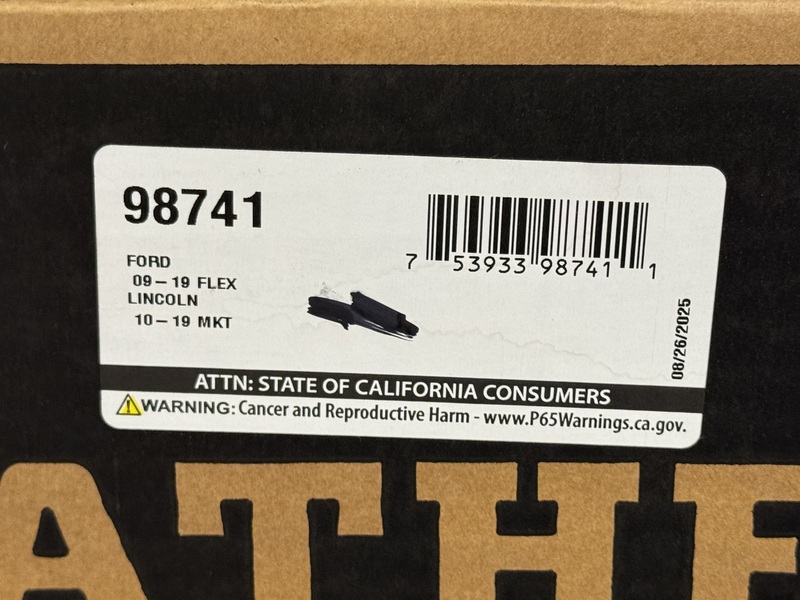 98741
FORD
09-19 FLEX
LINCOLN
10-19 MKT
7 53933 98741 1
08/26/2025
ATTN: STATE OF CALIFORNIA CONSUMERS
WARNING: Cancer and Reproductive Harm - www.P65Warnings.ca.gov.
ATHE